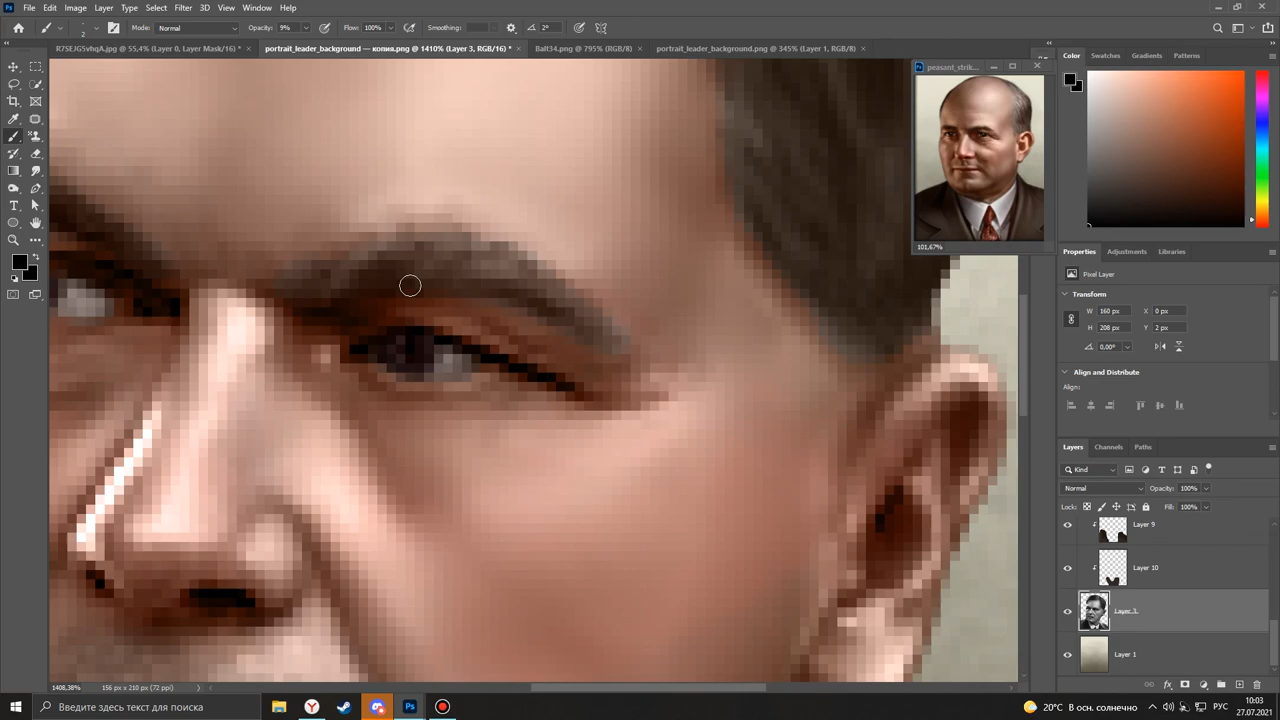 Ps File Edit Image Layer Type Select Filter 3D View Window Help
2 Mode: Normal Opacity: 9% Flow: 100% Smoothing: 2°
R7SEJG5vhqA.jpg @ 55,4% (Layer 0, Layer Mask/16) * ×
portrait_leader_background — копия.png @ 1410% (Layer 3, RGB/16) * ×
Balt34.png @ 795% (RGB/8) ×
portrait_leader_background.png @ 345% (Layer 1, RGB/8) ×
Color Swatches Gradients Patterns
Ps peasant_strik...
101,67%
Properties Adjustments Libraries
Pixel Layer
Transform
W 160 px X 0 px
H 208 px Y 2 px
0,00°
Align and Distribute
Align:
Layers Channels Paths
Kind
Normal Opacity: 100%
Lock: Fill: 100%
Layer 9
Layer 10
Layer 3
Layer 1
1408,38% 156 px x 210 px (72 ppi)
Введите здесь текст для поиска
20°C В осн. солнечно
РУС
10:03
27.07.2021